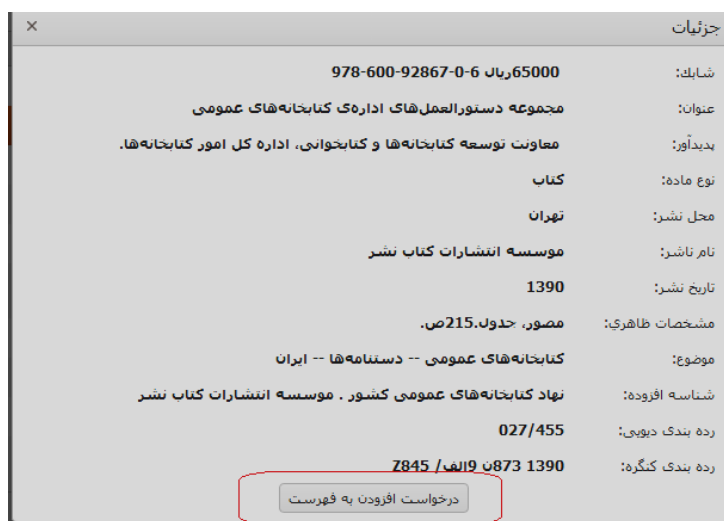 جزئیات ×
شابك: 65000ریال 6-0-92867-600-978
عنوان: مجموعه دستورالعمل‌های اداره‌ی کتابخانه‌های عمومی
پدیدآور: معاونت توسعه کتابخانه‌ها و کتابخوانی، اداره کل امور کتابخانه‌ها.
نوع ماده: کتاب
محل نشر: تهران
نام ناشر: موسسه انتشارات کتاب نشر
تاریخ نشر: 1390
مشخصات ظاهری: مصور، جدول.215ص.
موضوع: کتابخانه‌های عمومی -- دستنامه‌ها -- ایران
شناسه افزوده: نهاد کتابخانه‌های عمومی کشور . موسسه انتشارات کتاب نشر
رده بندی دیویی: 027/455
رده بندی کنگره: 1390 873ن 9الف/ Z845
درخواست افزودن به فهرست